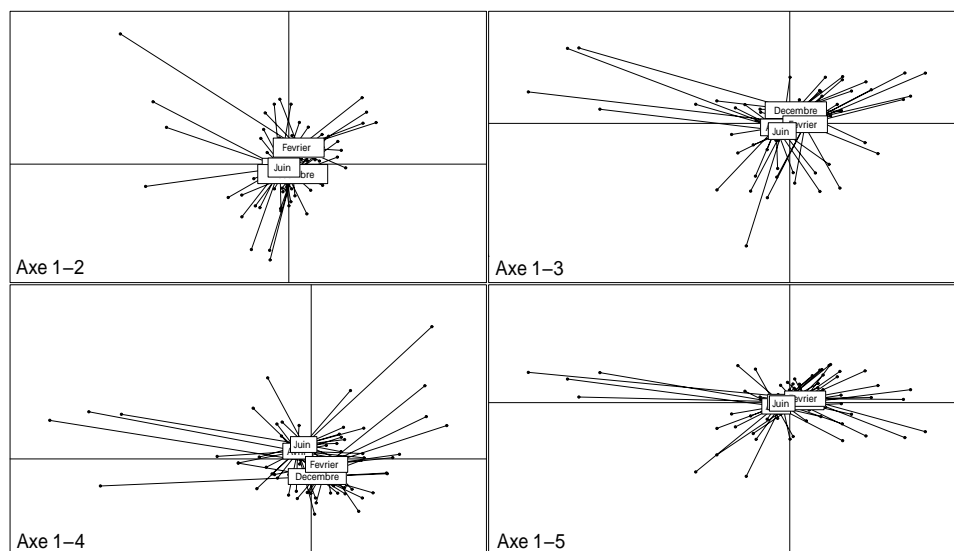 Fevrier
Juin
Axe 1–2
Decembre
Juin
Axe 1–3
Juin
Fevrier
Decembre
Axe 1–4
Juin
Axe 1–5